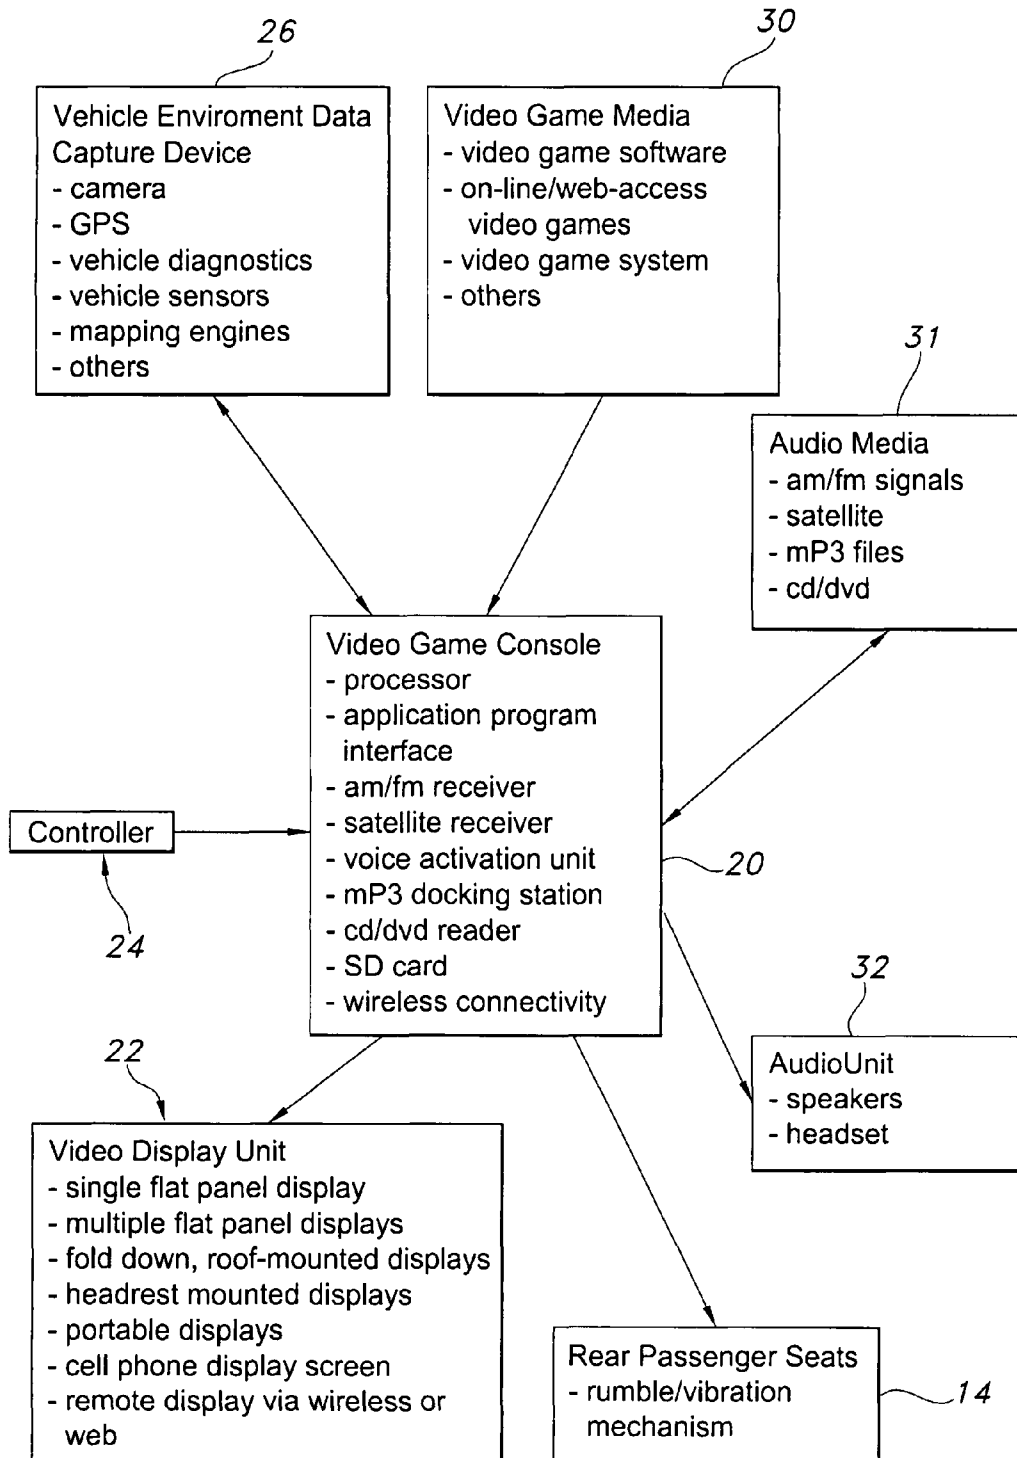 26
30
Vehicle Enviroment Data
Capture Device
- camera
- GPS
- vehicle diagnostics
- vehicle sensors
- mapping engines
- others
Video Game Media
- video game software
- on-line/web-access
video games
- video game system
- others
31
Audio Media
- am/fm signals
- satellite
- mP3 files
- cd/dvd
Video Game Console
- processor
- application program
interface
- am/fm receiver
- satellite receiver
- voice activation unit
- mP3 docking station
- cd/dvd reader
- SD card
- wireless connectivity
Controller
24
20
32
AudioUnit
- speakers
- headset
22
Video Display Unit
- single flat panel display
- multiple flat panel displays
- fold down, roof-mounted displays
- headrest mounted displays
- portable displays
- cell phone display screen
- remote display via wireless or
web
Rear Passenger Seats
- rumble/vibration
mechanism
14